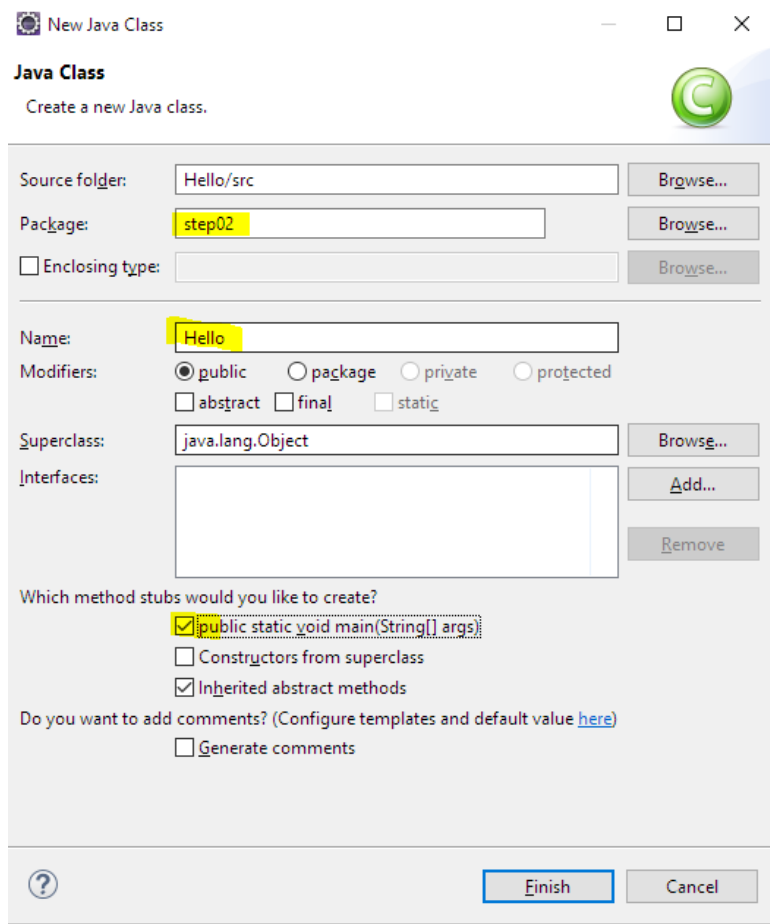 New Java Class
Java Class
Create a new Java class.
C
Source folder: Hello/src Browse...
Package: step02 Browse...
Enclosing type: Browse...
Name: Hello
Modifiers: public package private protected
abstract final static
Superclass: java.lang.Object Browse...
Interfaces: Add...
Remove
Which method stubs would you like to create?
public static void main(String[] args)
Constructors from superclass
Inherited abstract methods
Do you want to add comments? (Configure templates and default value here)
Generate comments
? Finish Cancel